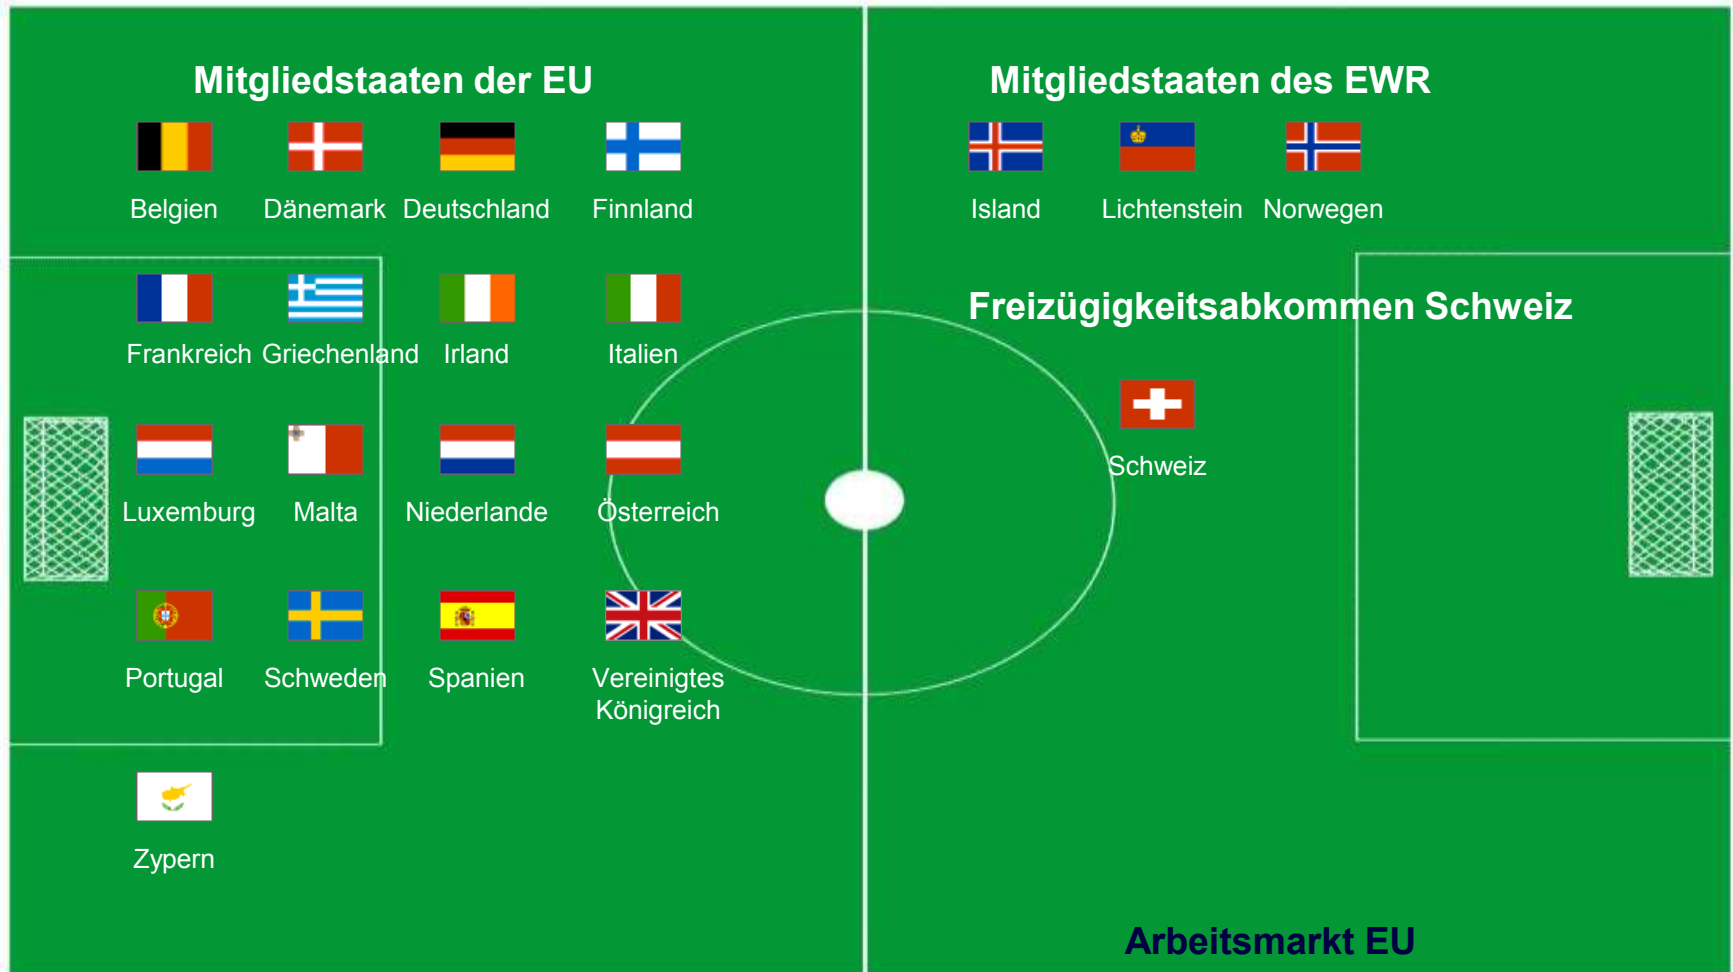 Mitgliedstaaten der EU
Belgien Dänemark Deutschland Finnland
Frankreich Griechenland Irland Italien
Luxemburg Malta Niederlande Österreich
Portugal Schweden Spanien Vereinigtes
Königreich
Zypern
Mitgliedstaaten des EWR
Island Lichtenstein Norwegen
Freizügigkeitsabkommen Schweiz
Schweiz
Arbeitsmarkt EU